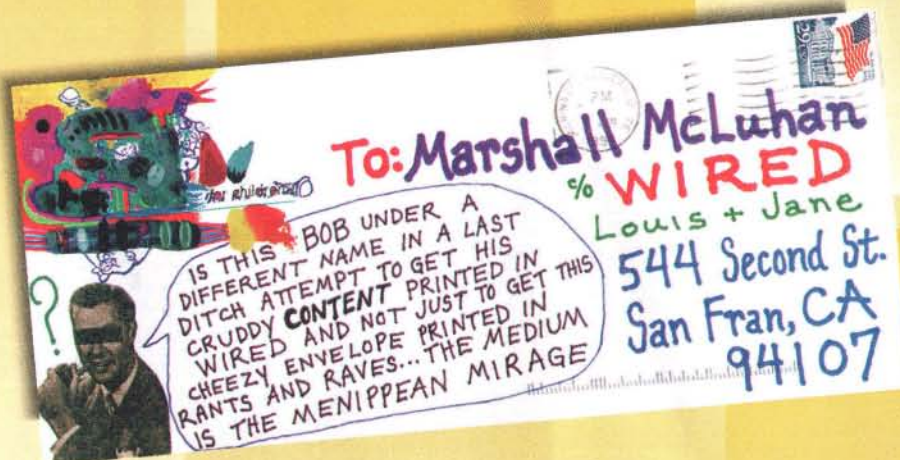 29
PM
To: Marshall McLuhan
% WIRED
Louis + Jane
544 Second St.
San Fran, CA
94107
?
IS THIS BOB UNDER A
DIFFERENT NAME IN A LAST
DITCH ATTEMPT TO GET HIS
CRUDDY CONTENT PRINTED IN
WIRED AND NOT JUST TO GET THIS
CHEEZY ENVELOPE PRINTED IN
RANTS AND RAVES... THE MEDIUM
IS THE MENIPPEAN MIRAGE